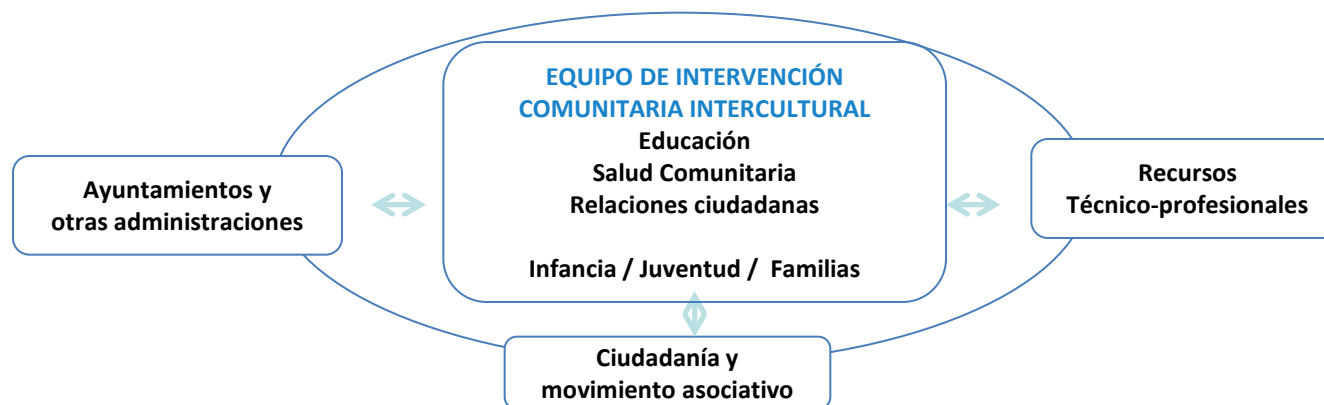 EQUIPO DE INTERVENCIÓN
COMUNITARIA INTERCULTURAL
Educación
Salud Comunitaria
Relaciones ciudadanas
Infancia / Juventud / Familias
Ayuntamientos y
otras administraciones
Recursos
Técnico-profesionales
Ciudadanía y
movimiento asociativo